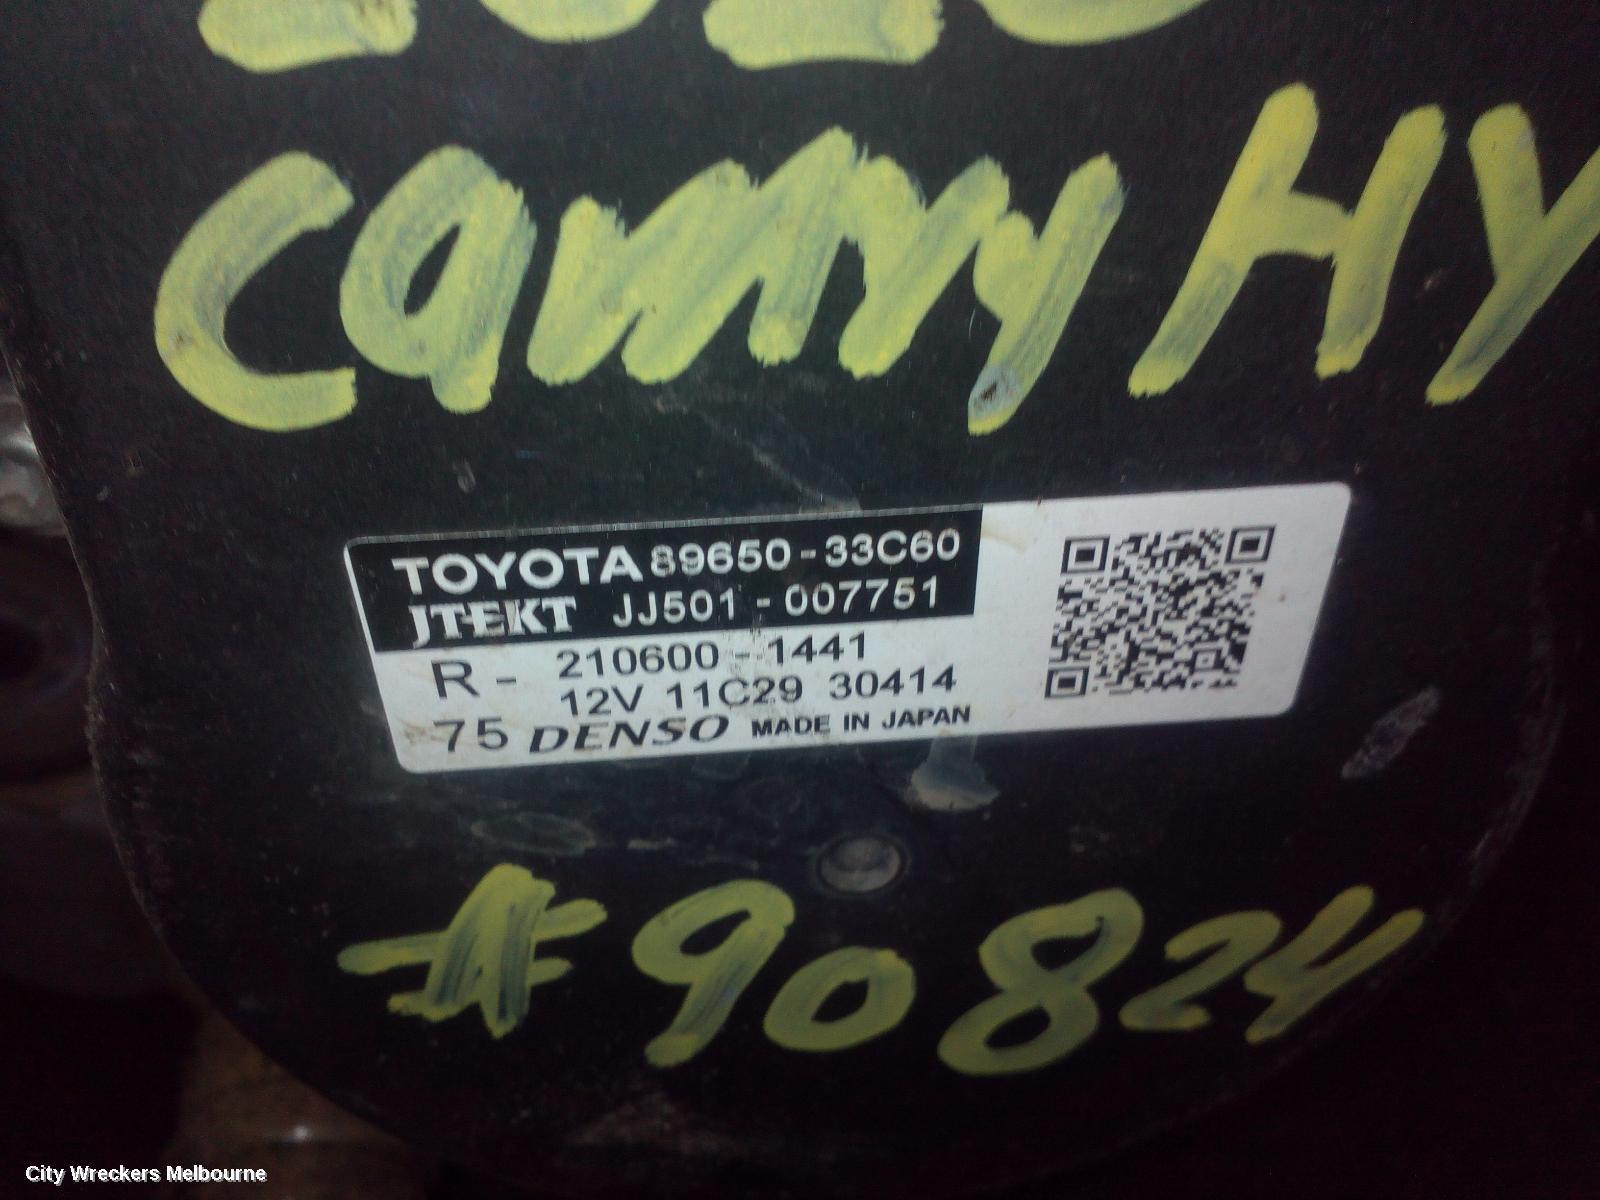 Camry HY
TOYOTA 89650-33C60
JTEKT JJ501-007751
R- 210600-1441
12V 11C29 30414
75 DENSO MADE IN JAPAN
#90824
City Wreckers Melbourne